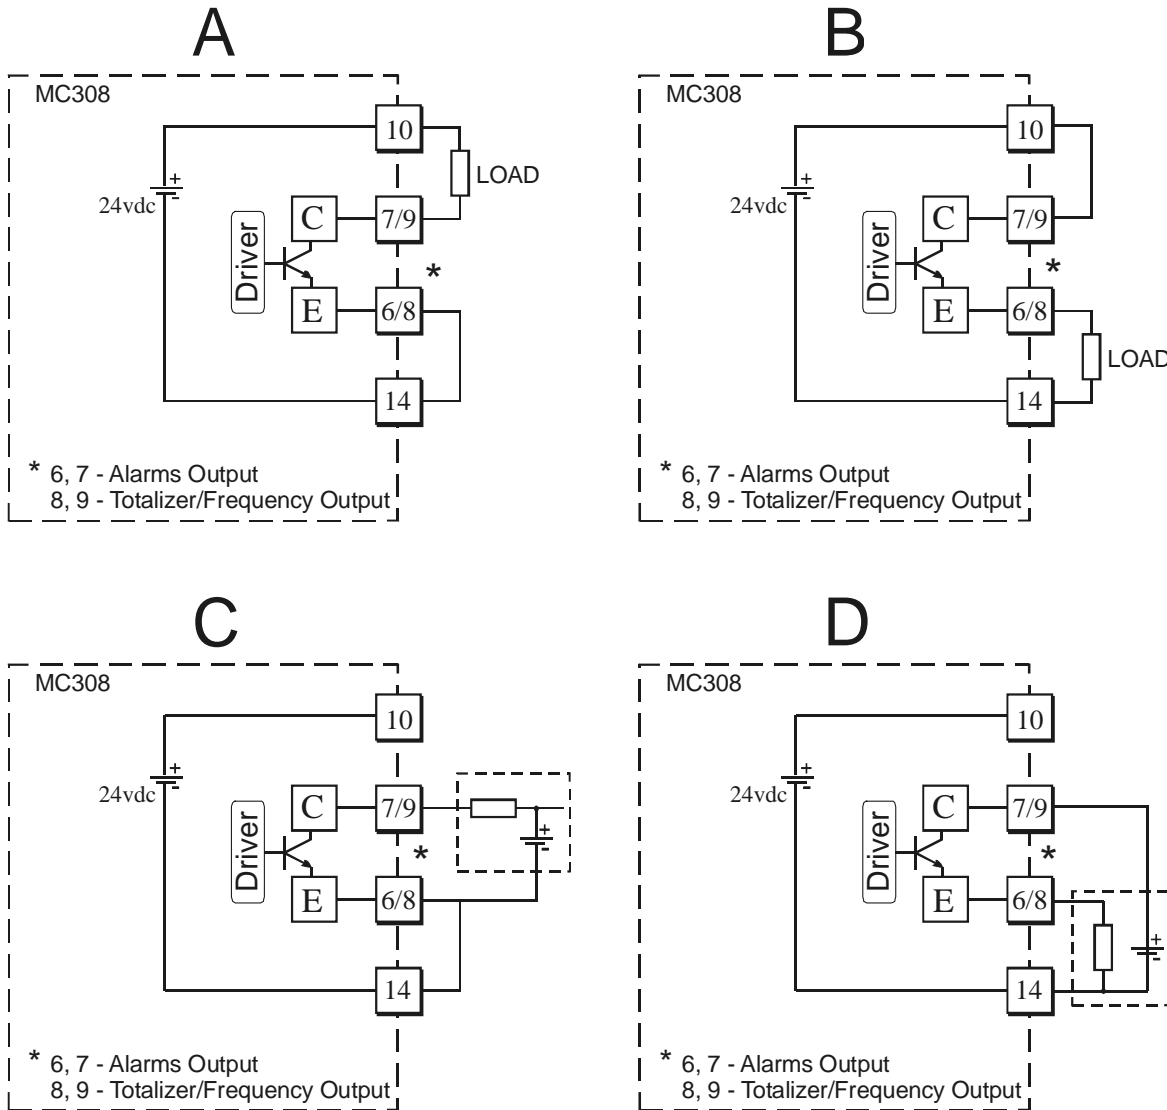 A
MC308
10
LOAD
+
24vdc
-
C
7/9
Driver
*
E
6/8
14
* 6, 7 - Alarms Output
8, 9 - Totalizer/Frequency Output
B
MC308
10
+
24vdc
-
C
7/9
Driver
*
E
6/8
LOAD
14
* 6, 7 - Alarms Output
8, 9 - Totalizer/Frequency Output
C
MC308
10
+
24vdc
-
C
7/9
+
-
Driver
*
E
6/8
14
* 6, 7 - Alarms Output
8, 9 - Totalizer/Frequency Output
D
MC308
10
+
24vdc
-
C
7/9
Driver
*
E
6/8
+
-
14
* 6, 7 - Alarms Output
8, 9 - Totalizer/Frequency Output